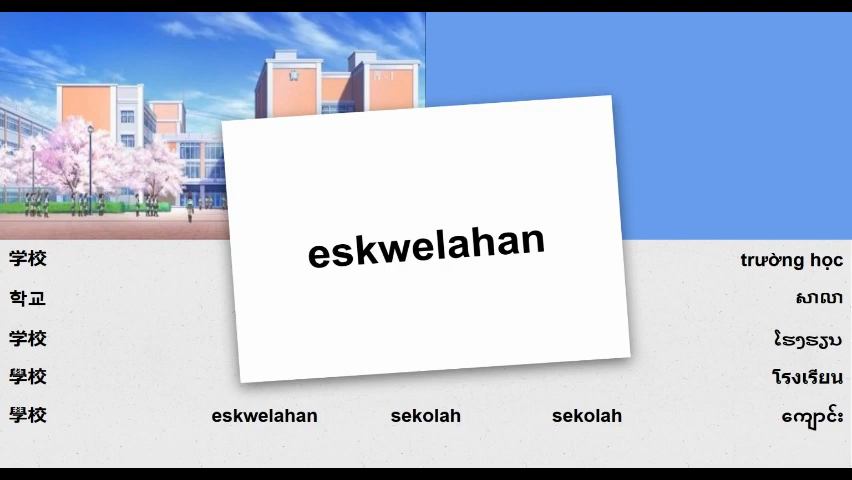 eskwelahan
学校
trường học
학교
សាលា
学校
ໂຮງຮຽນ
學校
โรงเรียน
學校
eskwelahan
sekolah
sekolah
ကျောင်း